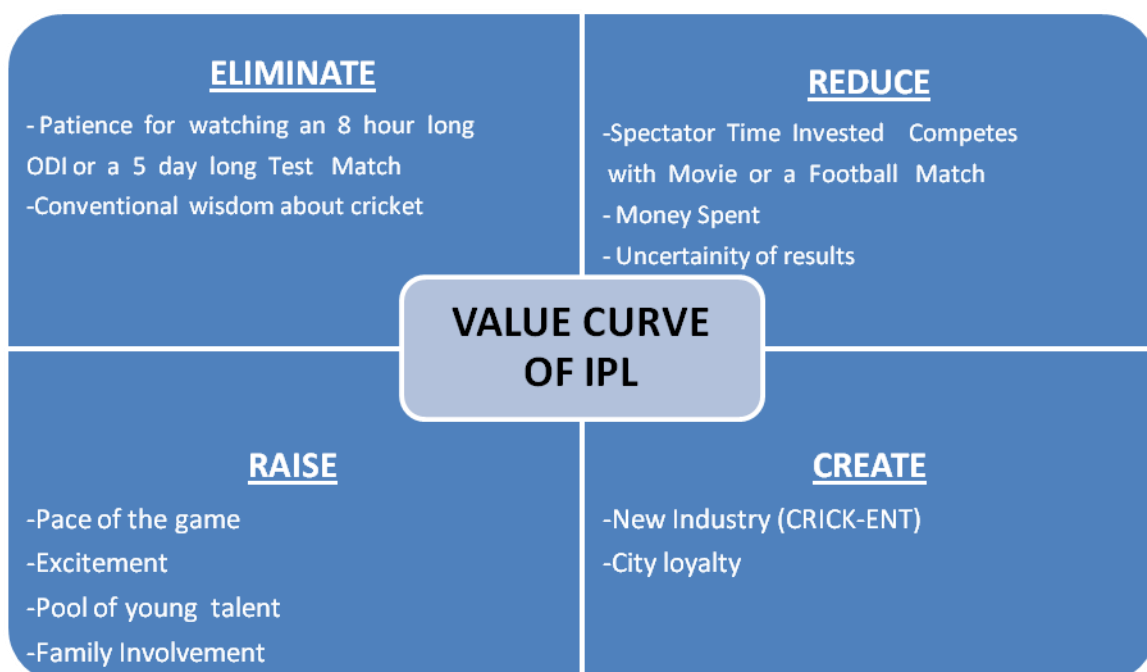 ELIMINATE
- Patience for watching an 8 hour long
ODI or a 5 day long Test Match
-Conventional wisdom about cricket
REDUCE
-Spectator Time Invested Competes
with Movie or a Football Match
- Money Spent
- Uncertainity of results
VALUE CURVE
OF IPL
RAISE
-Pace of the game
-Excitement
-Pool of young talent
-Family Involvement
CREATE
-New Industry (CRICK-ENT)
-City loyalty